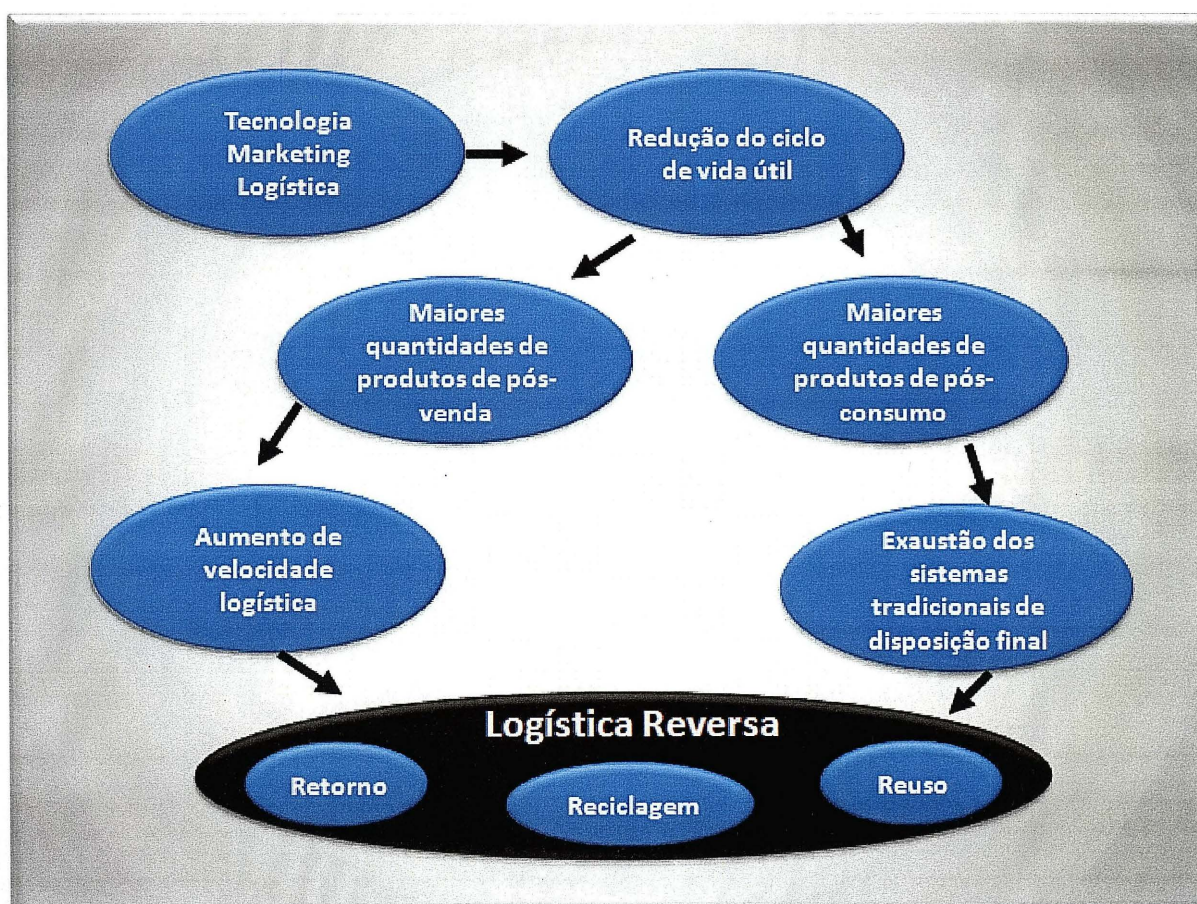 Tecnologia
Marketing
Logística
Redução do ciclo
de vida útil
Maiores
quantidades de
produtos de pós-
venda
Maiores
quantidades de
produtos de pós-
consumo
Aumento de
velocidade
logística
Exaustão dos
sistemas
tradicionais de
disposição final
Logística Reversa
Retorno
Reciclagem
Reuso